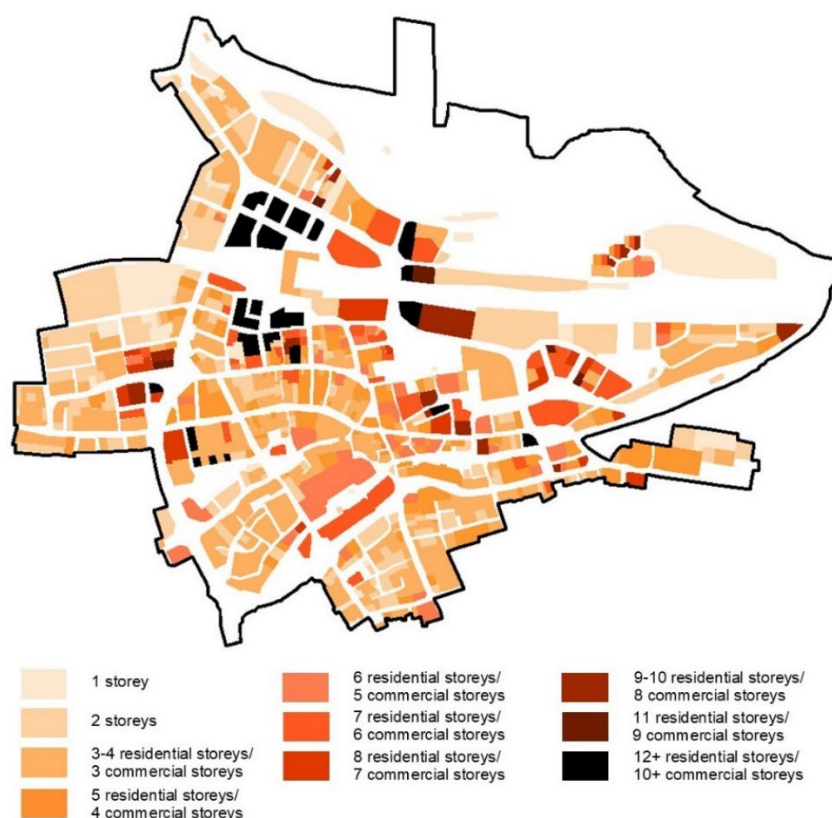 1 storey
2 storeys
3-4 residential storeys/
3 commercial storeys
5 residential storeys/
4 commercial storeys
6 residential storeys/
5 commercial storeys
7 residential storeys/
6 commercial storeys
8 residential storeys/
7 commercial storeys
9-10 residential storeys/
8 commercial storeys
11 residential storeys/
9 commercial storeys
12+ residential storeys/
10+ commercial storeys